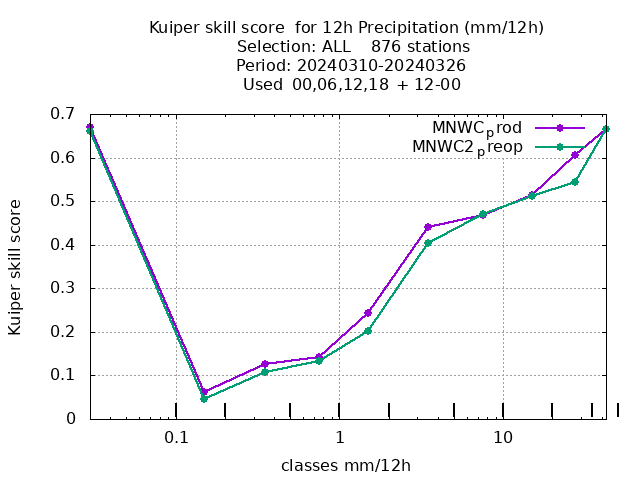 Kuiper skill score  for 12h Precipitation (mm/12h)
Selection: ALL    876 stations
Period: 20240310-20240326
Used  00,06,12,18 + 12-00
MNWCprod
MNWC2preop
0.7
0.6
0.5
0.4
0.3
0.2
0.1
0
Kuiper skill score
0.1 1 10
classes mm/12h